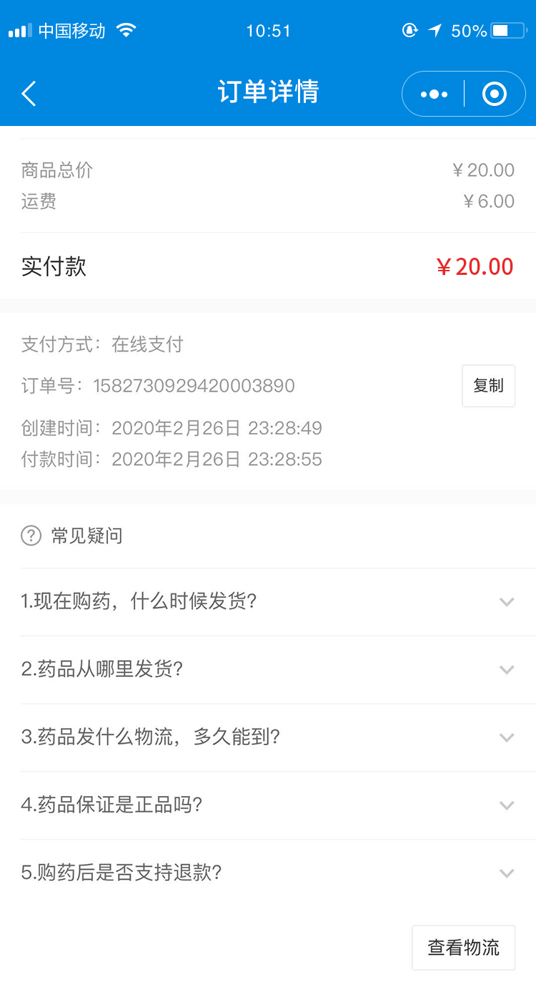 中国移动 10:51 50%
订单详情
商品总价 ¥20.00
运费 ¥6.00
实付款 ¥20.00
支付方式：在线支付
订单号：1582730929420003890 复制
创建时间：2020年2月26日 23:28:49
付款时间：2020年2月26日 23:28:55
? 常见疑问
1.现在购药，什么时候发货?
2.药品从哪里发货?
3.药品发什么物流，多久能到?
4.药品保证是正品吗?
5.购药后是否支持退款?
查看物流